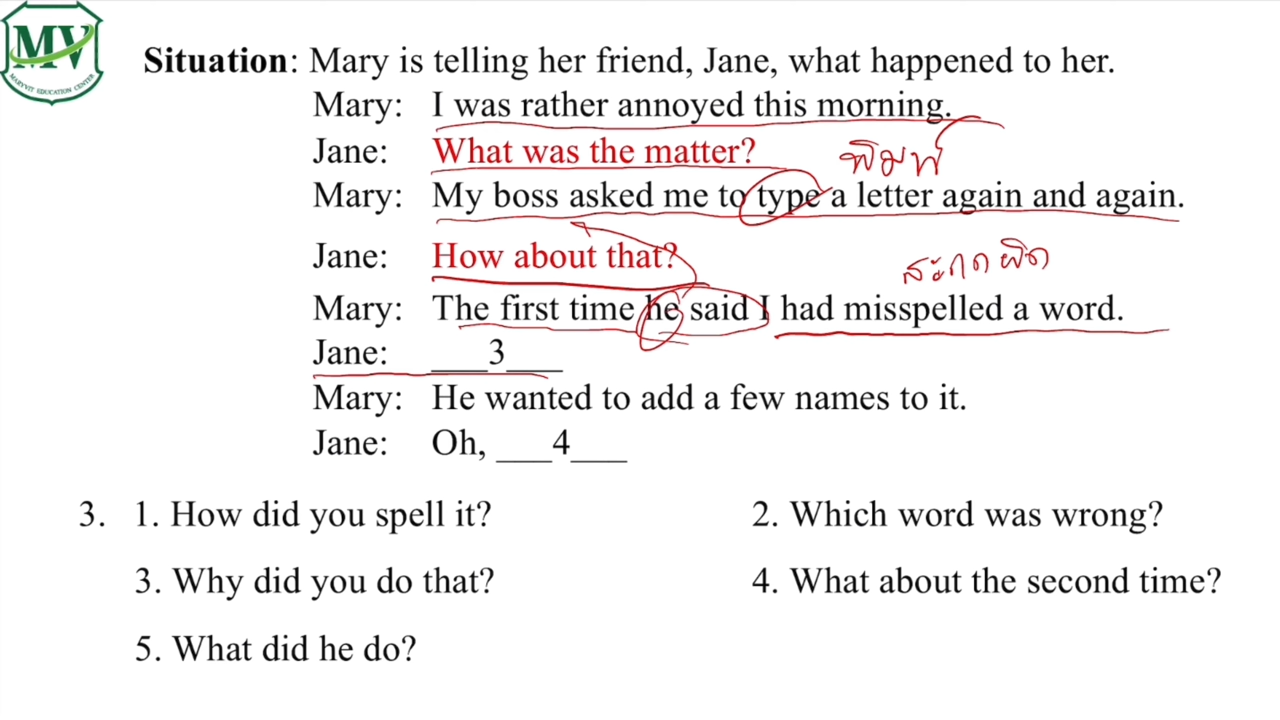 MV
MARYVIT EDUCATION CENTER
Situation: Mary is telling her friend, Jane, what happened to her.
Mary: I was rather annoyed this morning.
Jane: What was the matter?
พิมพ์
Mary: My boss asked me to type a letter again and again.
Jane: How about that?
สะกดผิด
Mary: The first time he said I had misspelled a word.
Jane: ___3___
Mary: He wanted to add a few names to it.
Jane: Oh, ___4___
3. 1. How did you spell it? 2. Which word was wrong?
3. Why did you do that? 4. What about the second time?
5. What did he do?